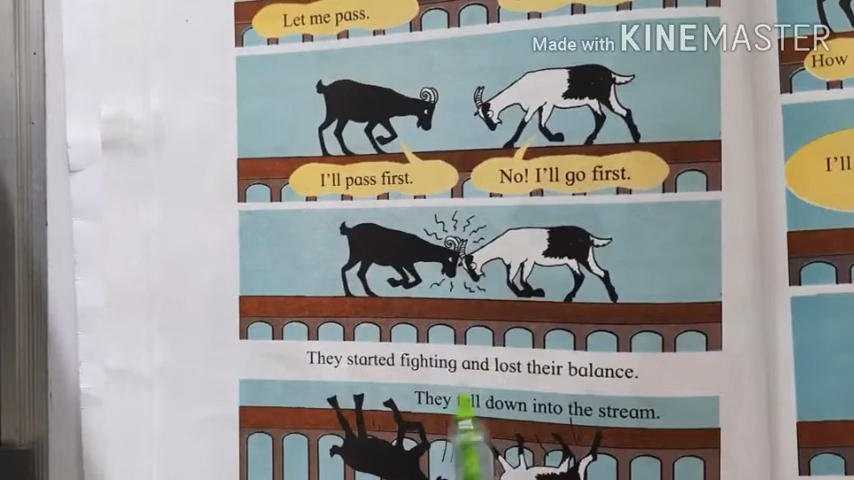 Let me pass.
Made with KINEMASTER
How
I'll pass first.
No! I'll go first.
I'll
They started fighting and lost their balance.
They down into the stream.